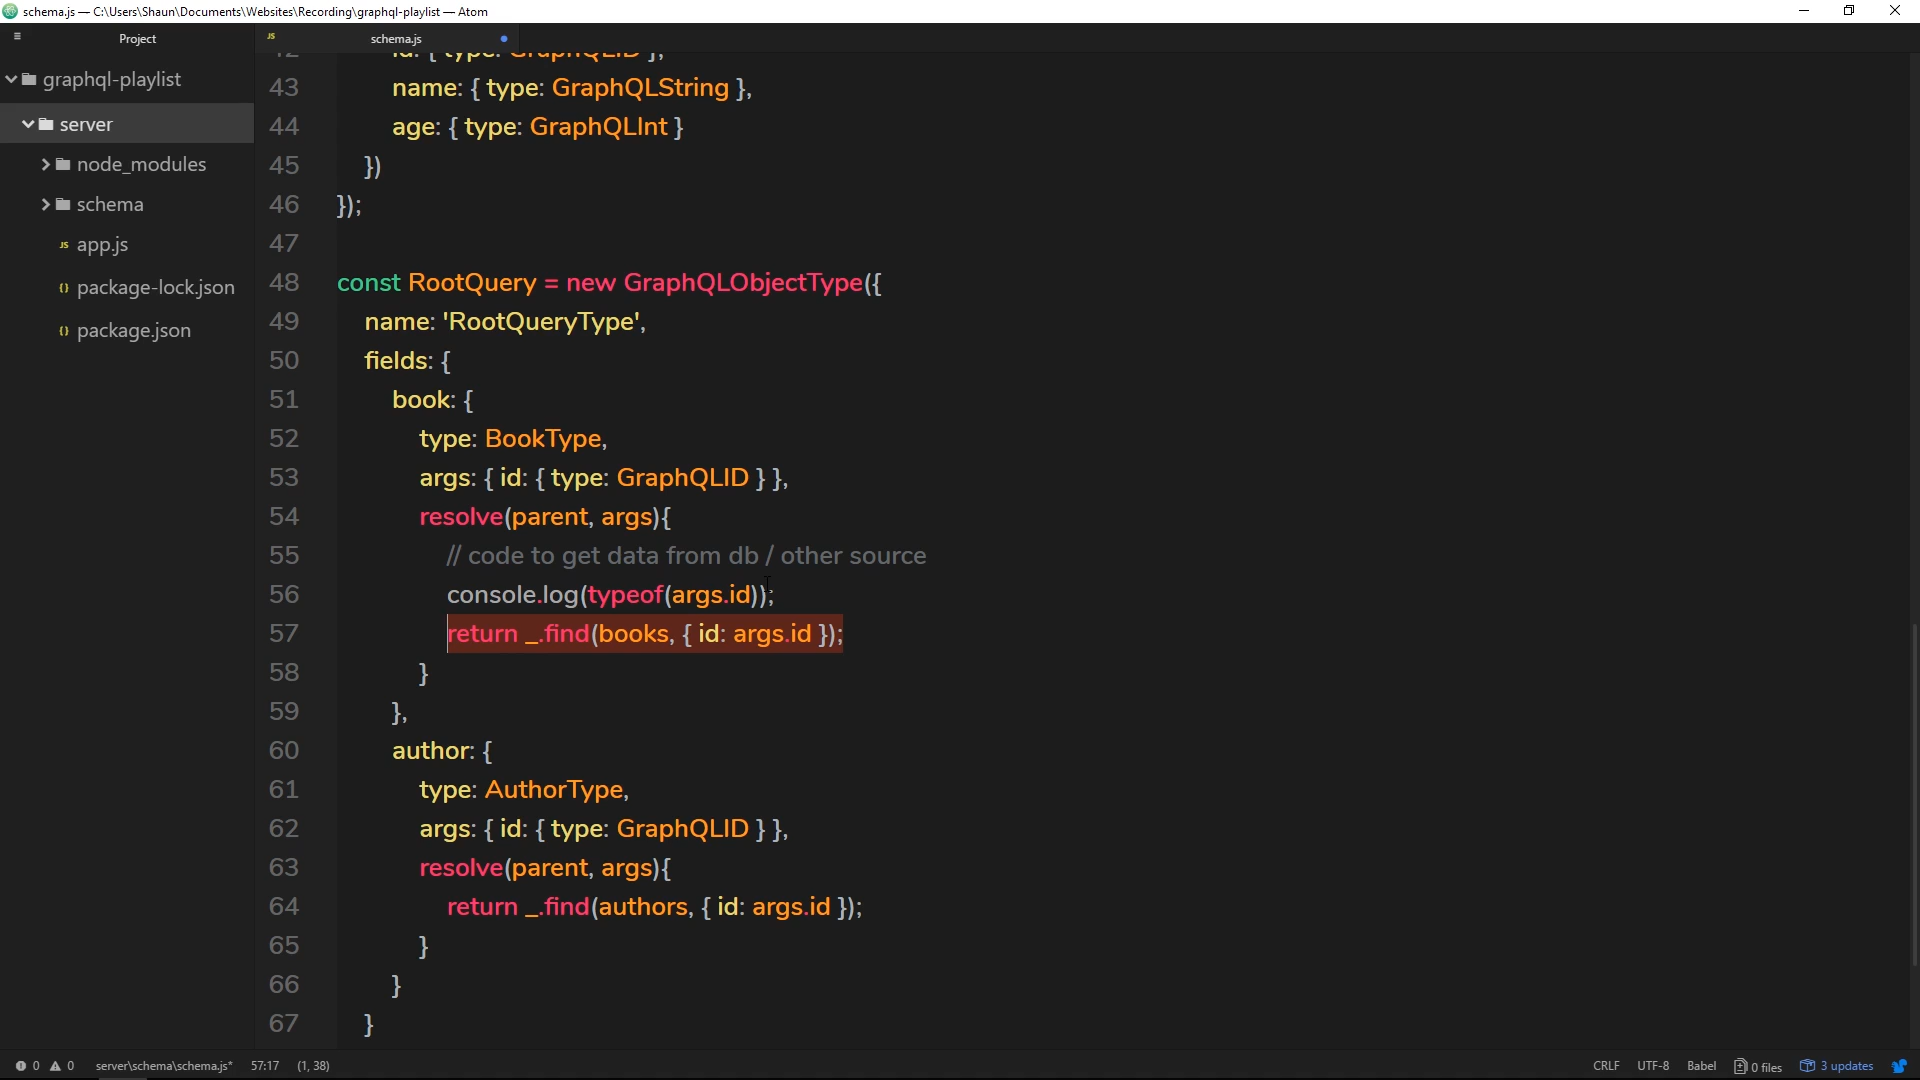 schema.js — C:\Users\Shaun\Documents\Websites\Recording\graphql-playlist — Atom
Project
JS schema.js
graphql-playlist
server
node_modules
schema
JS app.js
{} package-lock.json
{} package.json
42 id: { type: GraphQLID },
43 name: { type: GraphQLString },
44 age: { type: GraphQLInt }
45 })
46 });
47
48 const RootQuery = new GraphQLObjectType({
49 name: 'RootQueryType',
50 fields: {
51 book: {
52 type: BookType,
53 args: { id: { type: GraphQLID } },
54 resolve(parent, args){
55 // code to get data from db / other source
56 console.log(typeof(args.id));
57 return _.find(books, { id: args.id });
58 }
59 },
60 author: {
61 type: AuthorType,
62 args: { id: { type: GraphQLID } },
63 resolve(parent, args){
64 return _.find(authors, { id: args.id });
65 }
66 }
67 }
0 0 server\schema\schema.js* 57:17 (1, 38) CRLF UTF-8 Babel 0 files 3 updates